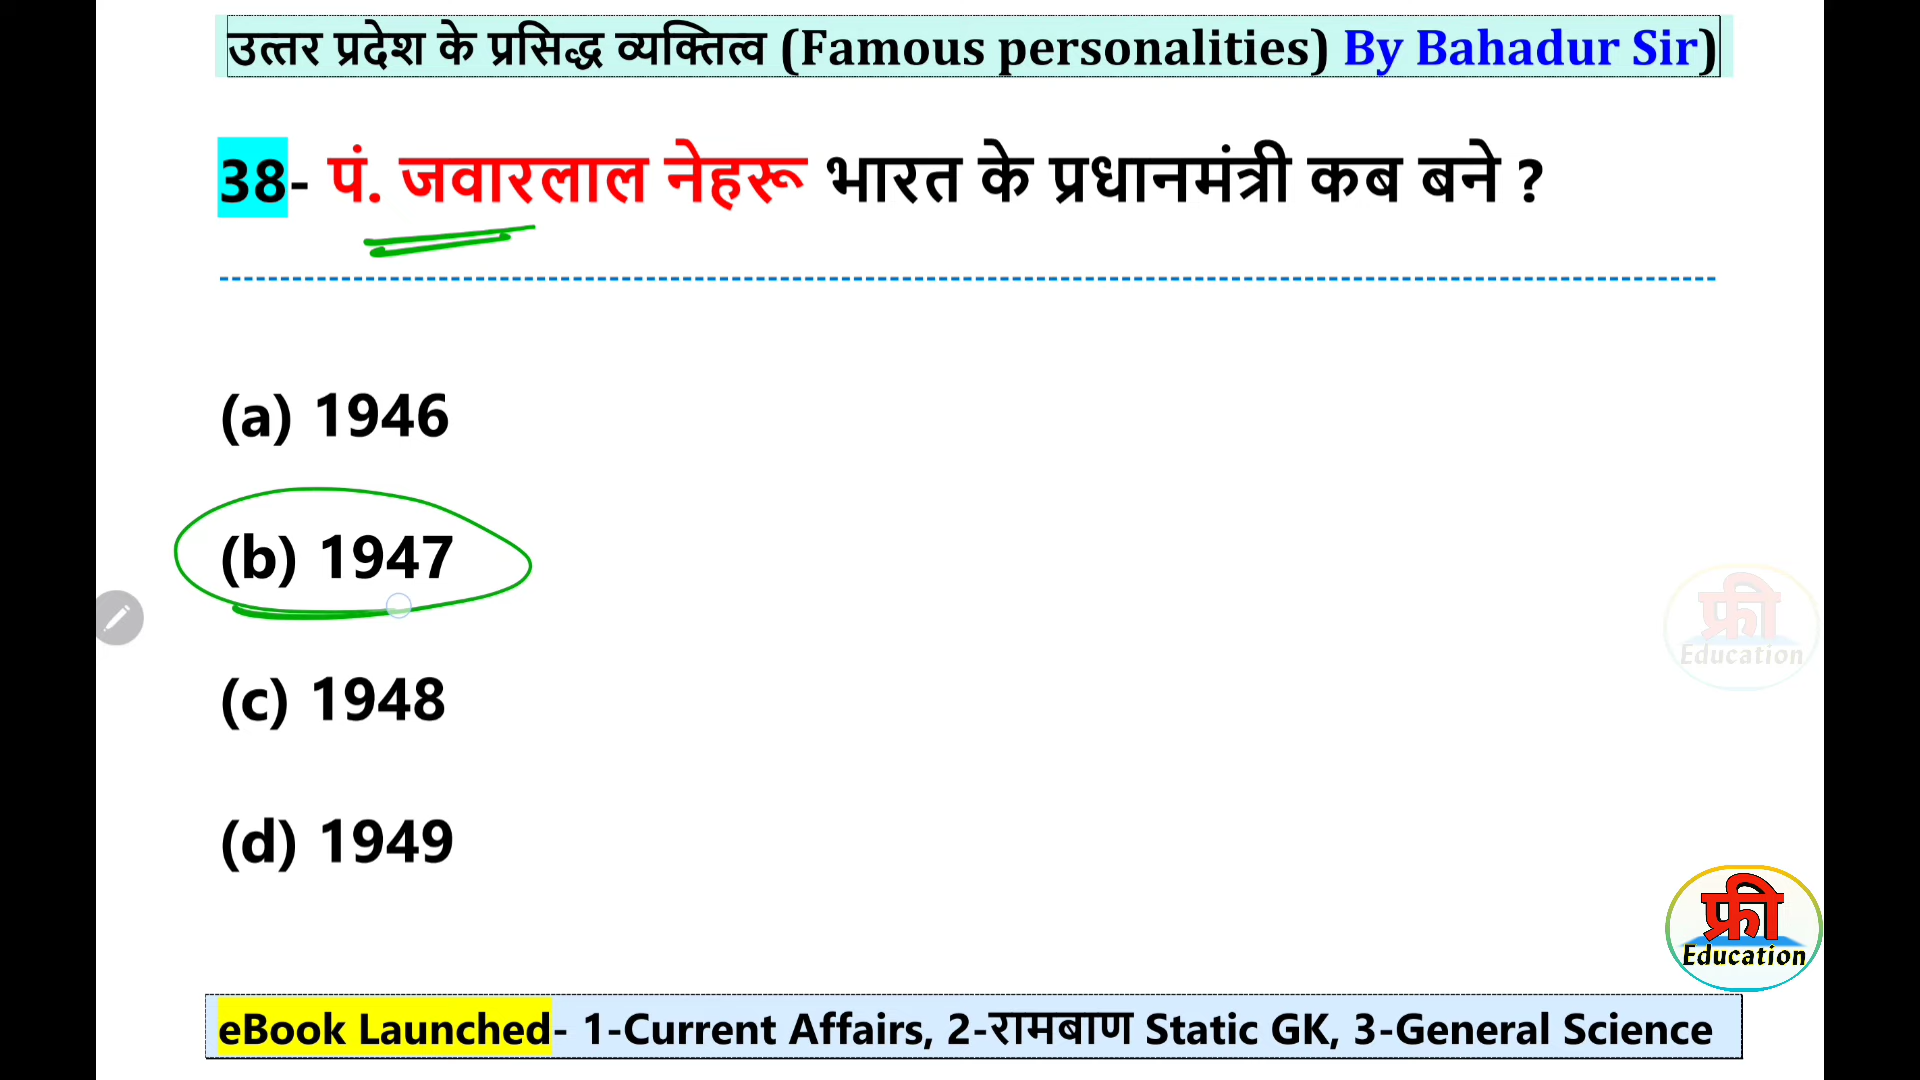 उत्तर प्रदेश के प्रसिद्ध व्यक्तित्व (Famous personalities) By Bahadur Sir)
38- पं. जवारलाल नेहरू भारत के प्रधानमंत्री कब बने ?
(a) 1946
(b) 1947
(c) 1948
(d) 1949
फ्री
Education
फ्री
Education
eBook Launched- 1-Current Affairs, 2-रामबाण Static GK, 3-General Science